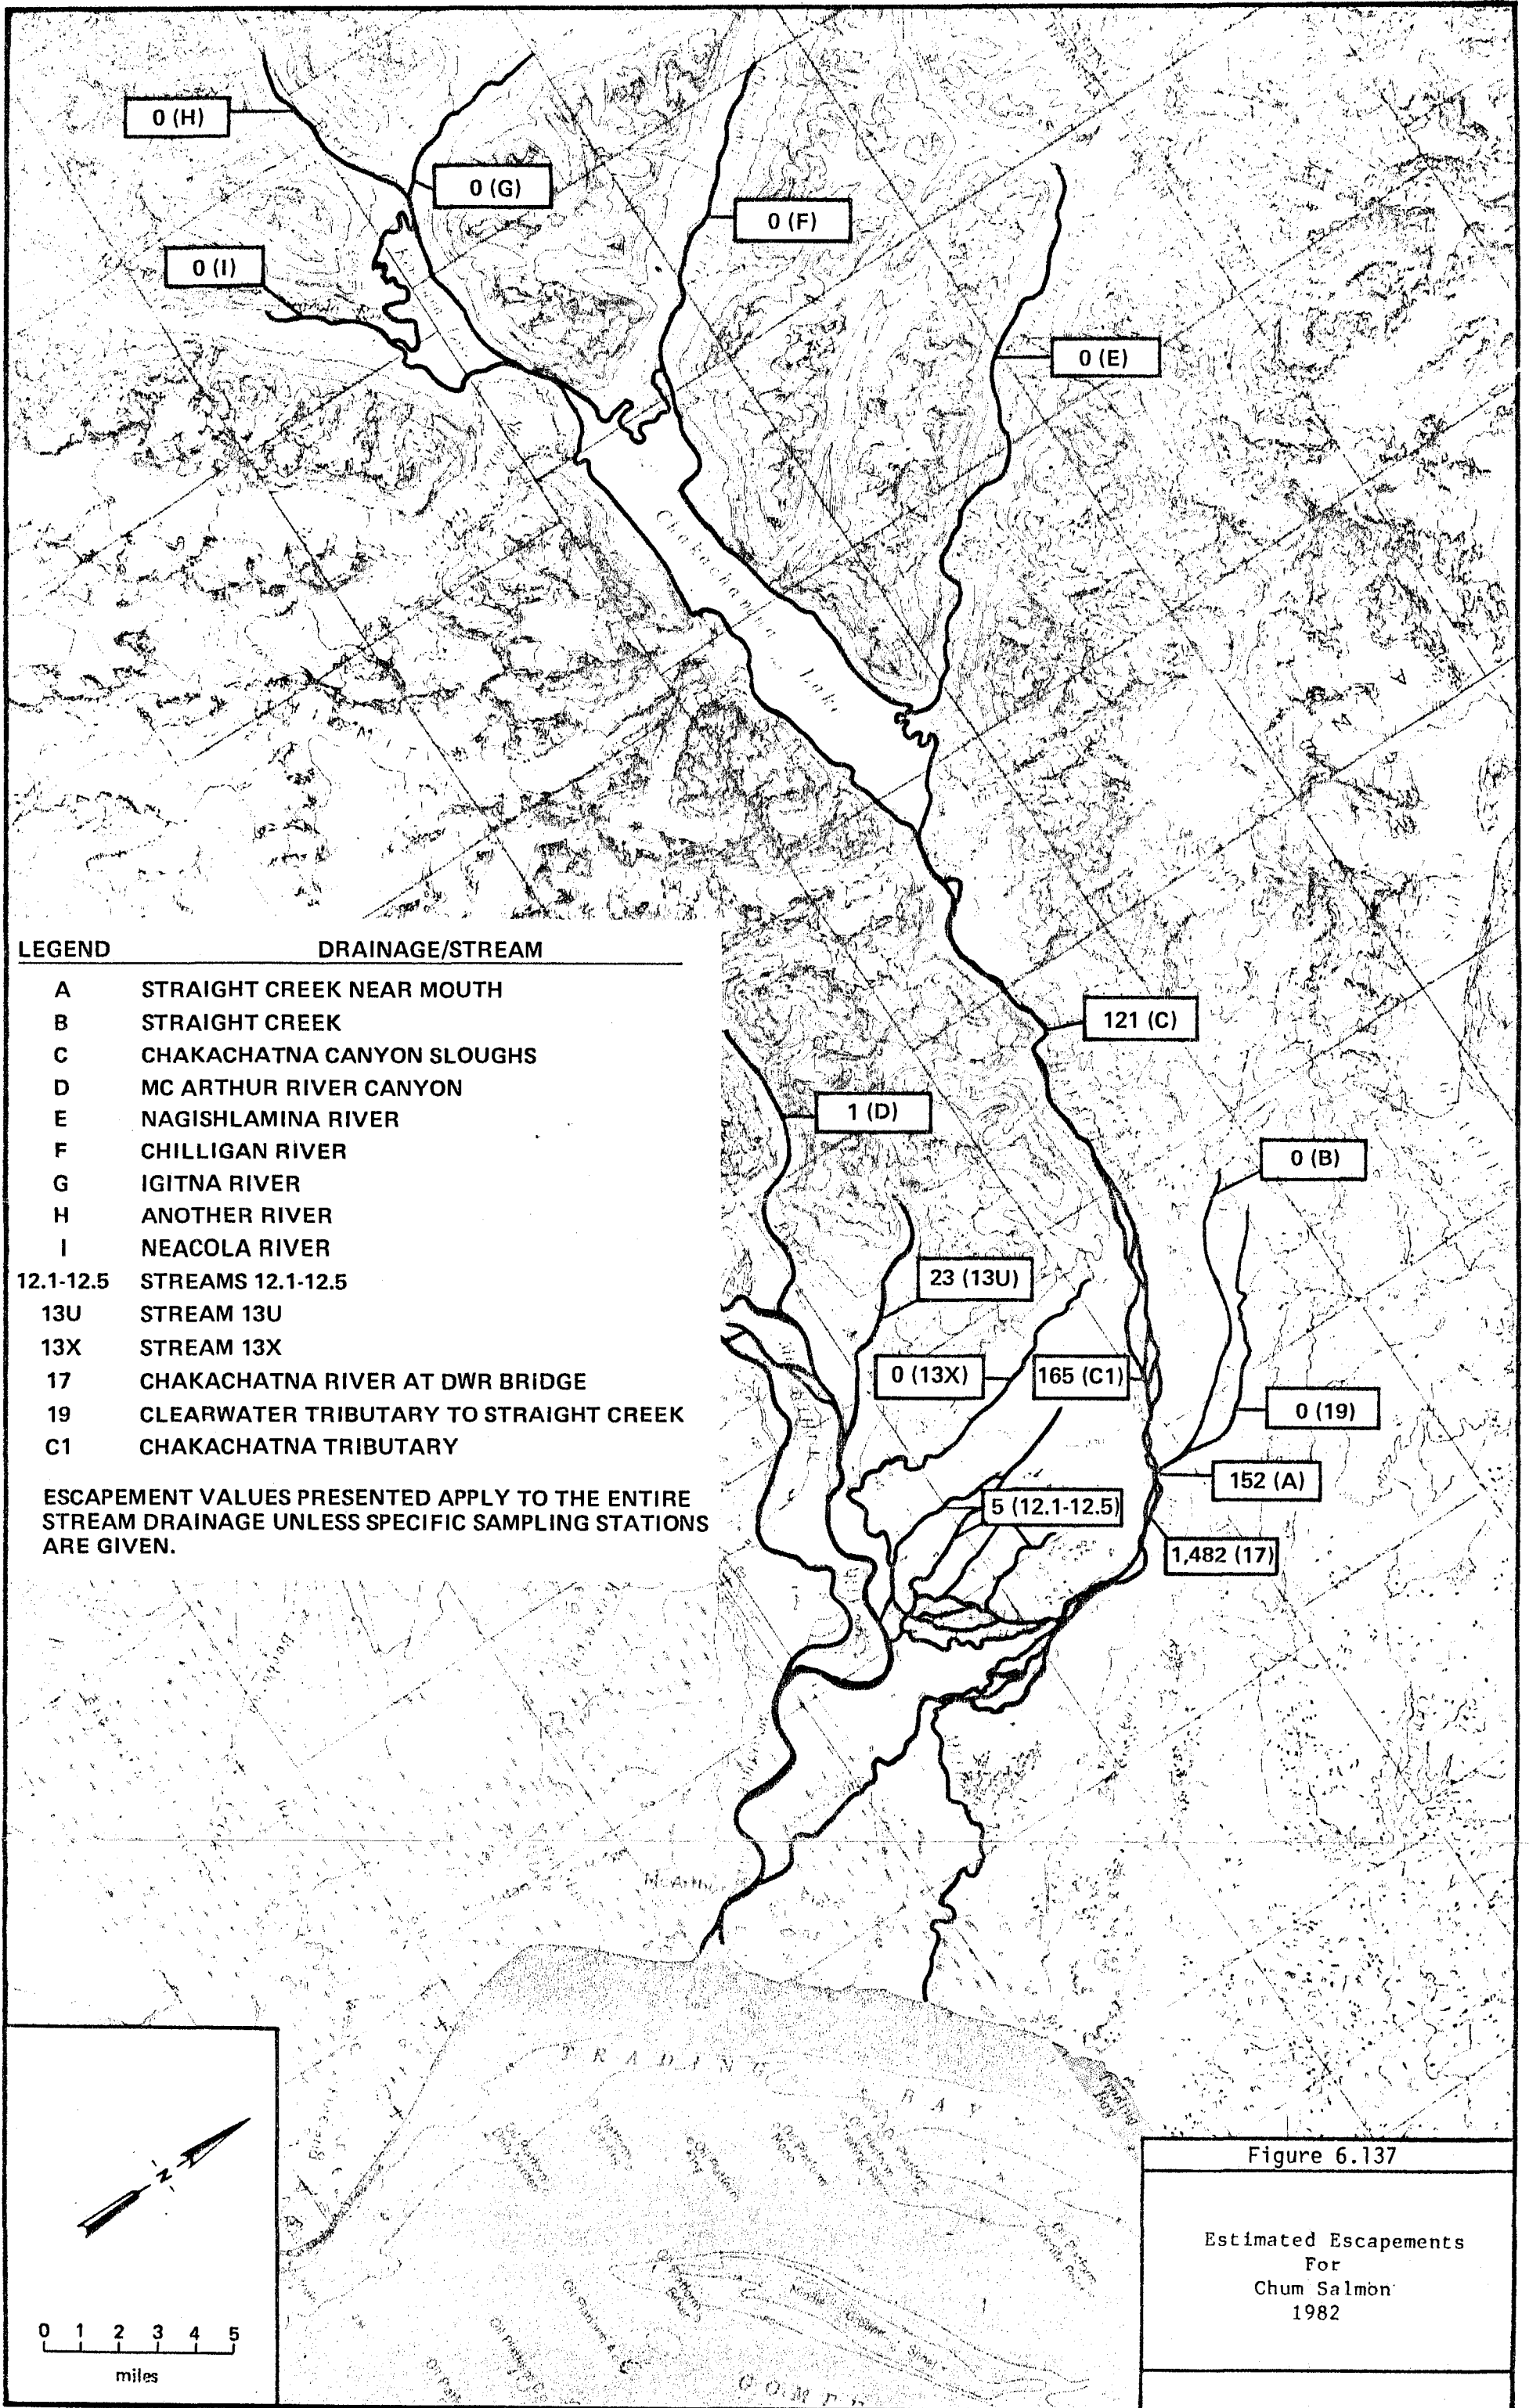 0 (H)
0 (G)
0 (F)
0 (I)
0 (E)
Chakachamna Lake
LEGEND DRAINAGE/STREAM
A STRAIGHT CREEK NEAR MOUTH
B STRAIGHT CREEK
C CHAKACHATNA CANYON SLOUGHS
D MC ARTHUR RIVER CANYON
E NAGISHLAMINA RIVER
F CHILLIGAN RIVER
G IGITNA RIVER
H ANOTHER RIVER
I NEACOLA RIVER
12.1-12.5 STREAMS 12.1-12.5
13U STREAM 13U
13X STREAM 13X
17 CHAKACHATNA RIVER AT DWR BRIDGE
19 CLEARWATER TRIBUTARY TO STRAIGHT CREEK
C1 CHAKACHATNA TRIBUTARY
ESCAPEMENT VALUES PRESENTED APPLY TO THE ENTIRE
STREAM DRAINAGE UNLESS SPECIFIC SAMPLING STATIONS
ARE GIVEN.
121 (C)
1 (D)
0 (B)
23 (13U)
0 (13X)
165 (C1)
0 (19)
152 (A)
5 (12.1-12.5)
1,482 (17)
TRADING BAY
N
0 1 2 3 4 5
miles
Figure 6.137
Estimated Escapements
For
Chum Salmon
1982